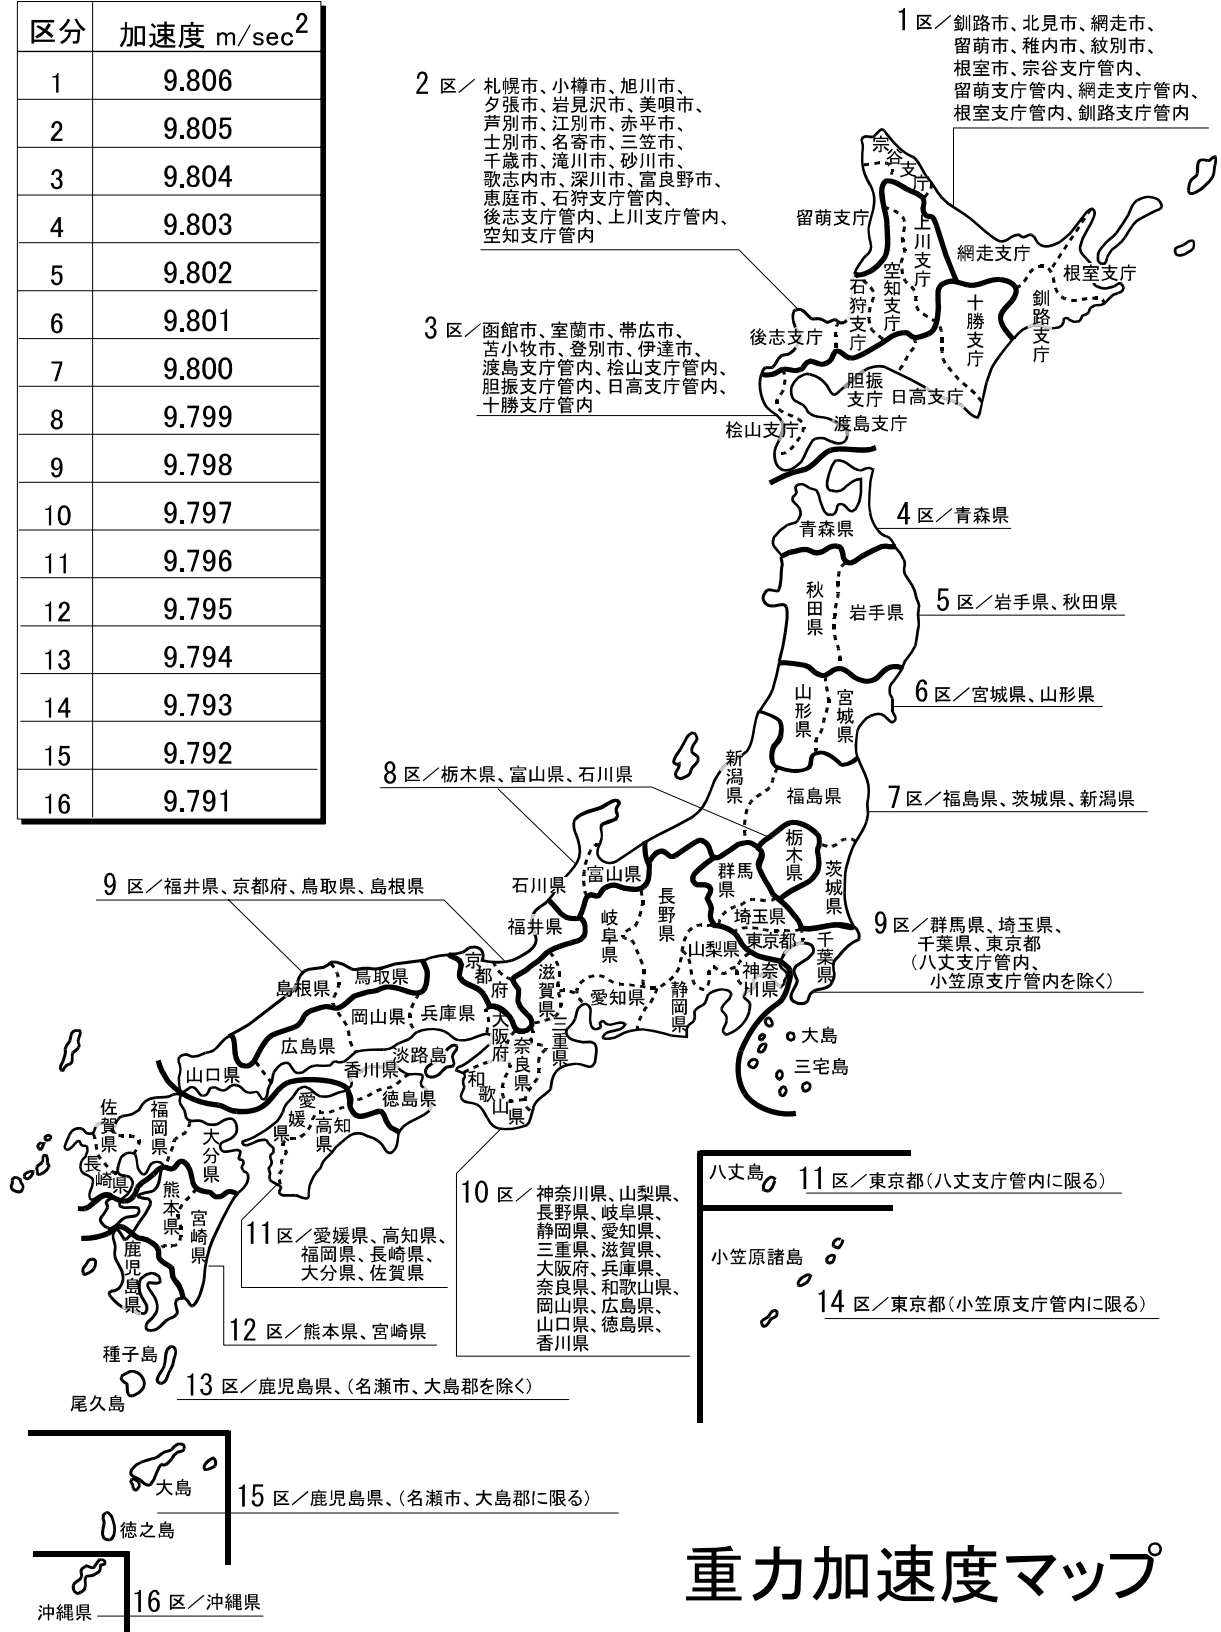 区分 加速度 m/sec²
1 9.806
2 9.805
3 9.804
4 9.803
5 9.802
6 9.801
7 9.800
8 9.799
9 9.798
10 9.797
11 9.796
12 9.795
13 9.794
14 9.793
15 9.792
16 9.791
1 区／釧路市、北見市、網走市、
留萌市、稚内市、紋別市、
根室市、宗谷支庁管内、
留萌支庁管内、網走支庁管内、
根室支庁管内、釧路支庁管内
2 区／ 札幌市、小樽市、旭川市、
夕張市、岩見沢市、美唄市、
芦別市、江別市、赤平市、
士別市、名寄市、三笠市、
千歳市、滝川市、砂川市、
歌志内市、深川市、富良野市、
恵庭市、石狩支庁管内、
後志支庁管内、上川支庁管内、
空知支庁管内
3 区／函館市、室蘭市、帯広市、
苫小牧市、登別市、伊達市、
渡島支庁管内、桧山支庁管内、
胆振支庁管内、日高支庁管内、
十勝支庁管内
宗谷支庁
留萌支庁
上川支庁
網走支庁
根室支庁
空知支庁
石狩支庁
釧路支庁
十勝支庁
後志支庁
胆振
支庁
日高支庁
桧山支庁
渡島支庁
青森県
4 区／青森県
秋田県
岩手県
5 区／岩手県、秋田県
山形県
宮城県
6 区／宮城県、山形県
新潟県
福島県
7 区／福島県、茨城県、新潟県
8 区／栃木県、富山県、石川県
栃木県
茨城県
群馬
県
富山県
石川県
長野県
岐阜県
埼玉県
東京都
千葉県
山梨県
神奈
川県
静岡県
愛知県
9 区／福井県、京都府、鳥取県、島根県
福井県
京都府
滋賀県
鳥取県
島根県
9 区／群馬県、埼玉県、
千葉県、東京都
(八丈支庁管内、
小笠原支庁管内を除く)
大島
三宅島
岡山県
兵庫県
大阪府
奈良県
三重県
広島県
山口県
淡路島
香川県
徳島県
和歌山県
愛媛県
高知
県
佐賀県
福岡県
大分県
長崎県
熊本県
宮崎県
鹿児島県
10 区／神奈川県、山梨県、
長野県、岐阜県、
静岡県、愛知県、
三重県、滋賀県、
大阪府、兵庫県、
奈良県、和歌山県、
岡山県、広島県、
山口県、徳島県、
香川県
11 区／愛媛県、高知県、
福岡県、長崎県、
大分県、佐賀県
八丈島
11 区／東京都(八丈支庁管内に限る)
小笠原諸島
14 区／東京都(小笠原支庁管内に限る)
12 区／熊本県、宮崎県
種子島
尾久島
13 区／鹿児島県、(名瀬市、大島郡を除く)
大島
徳之島
15 区／鹿児島県、(名瀬市、大島郡に限る)
沖縄県
16 区／沖縄県
重力加速度マップ